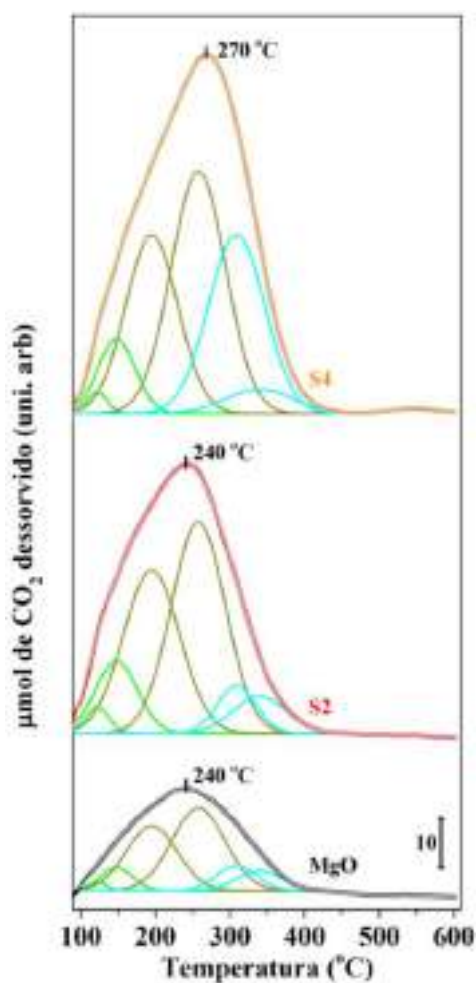 270 °C
S4
240 °C
S2
240 °C
10
MgO
µmol de CO₂ dessorvido (uni. arb)
100 200 300 400 500 600
Temperatura (°C)